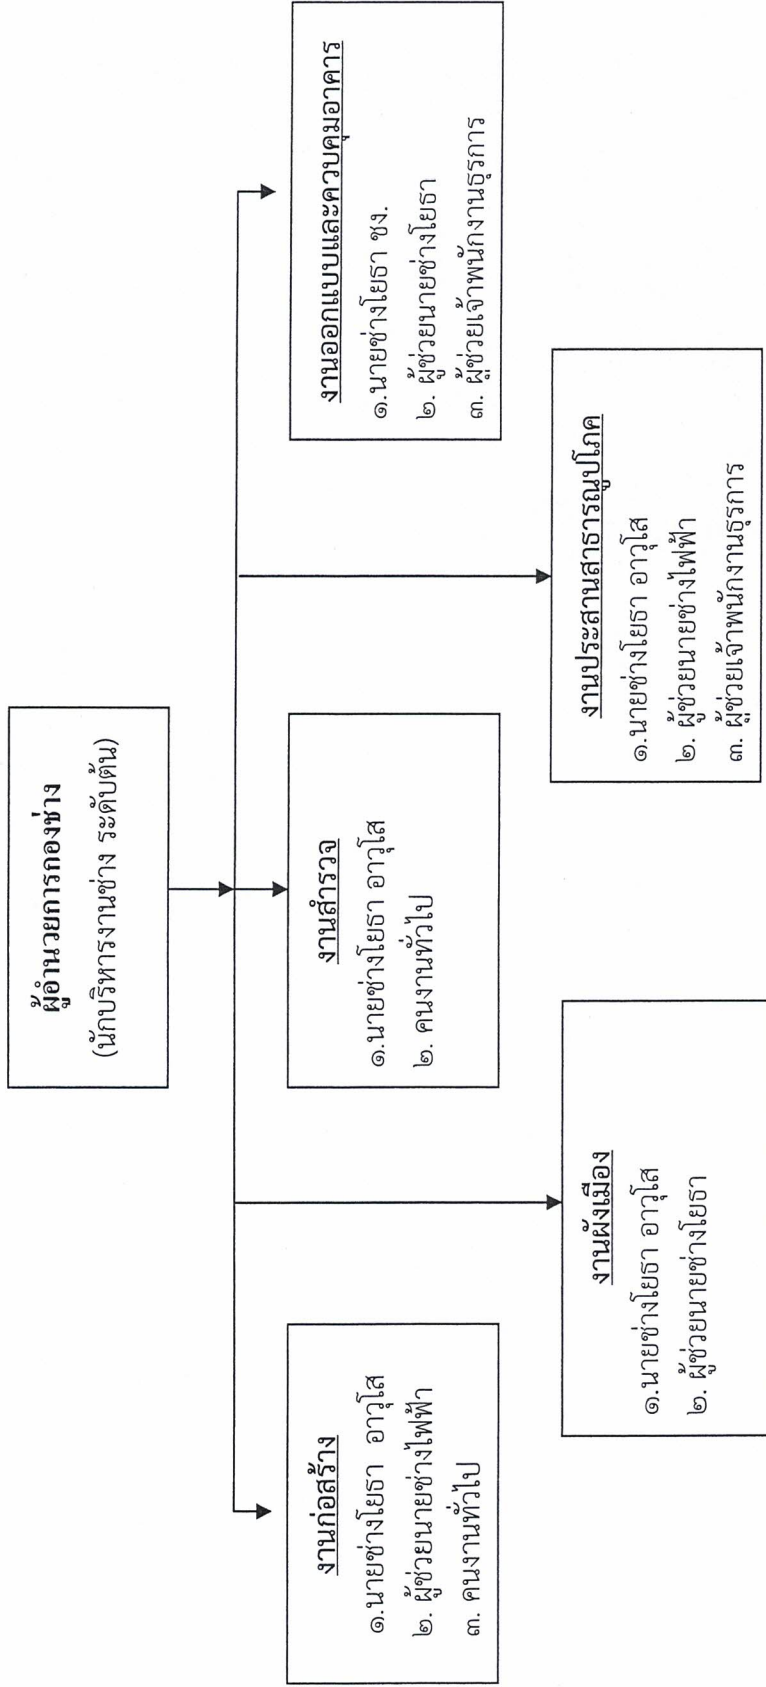 ผู้อำนวยการกองช่าง
(นักบริหารงานช่าง ระดับต้น)
งานก่อสร้าง
๑.นายช่างโยธา อาวุโส
๒. ผู้ช่วยนายช่างไฟฟ้า
๓. คนงานทั่วไป
งานผังเมือง
๑.นายช่างโยธา อาวุโส
๒. ผู้ช่วยนายช่างโยธา
งานสำรวจ
๑.นายช่างโยธา อาวุโส
๒. คนงานทั่วไป
งานประสานสาธารณูปโภค
๑.นายช่างโยธา อาวุโส
๒. ผู้ช่วยนายช่างไฟฟ้า
๓. ผู้ช่วยเจ้าพนักงานธุรการ
งานออกแบบและควบคุมอาคาร
๑.นายช่างโยธา ชง.
๒. ผู้ช่วยนายช่างโยธา
๓. ผู้ช่วยเจ้าพนักงานธุรการ